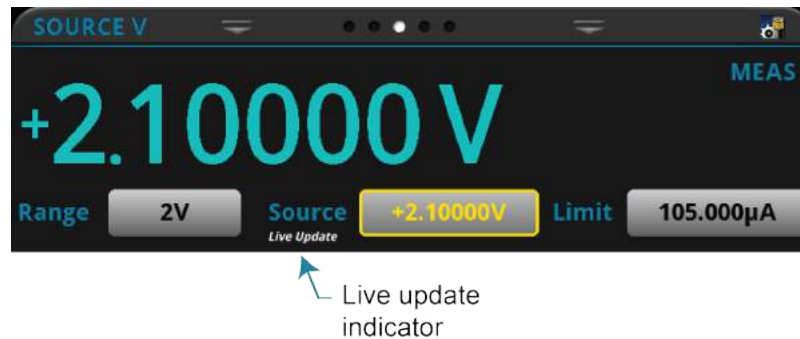 SOURCE V
MEAS
+2.10000 V
Range 2V Source +2.10000V Limit 105.000µA
Live Update
Live update
indicator